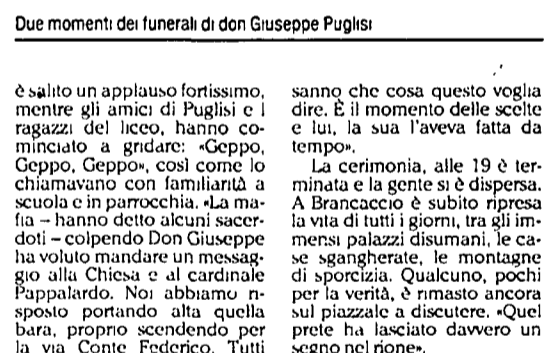 Due momenti dei funerali di don Giuseppe Puglisi
è salito un applauso fortissimo,
mentre gli amici di Puglisi e i
ragazzi del liceo, hanno co-
minciato a gridare: «Geppo,
Geppo, Geppo», così come lo
chiamavano con familiarità a
scuola e in parrocchia. «La ma-
fia – hanno detto alcuni sacer-
doti – colpendo Don Giuseppe
ha voluto mandare un messag-
gio alla Chiesa e al cardinale
Pappalardo. Noi abbiamo ri-
sposto portando alta quella
bara, proprio scendendo per
la via Conte Federico. Tutti
sanno che cosa questo voglia
dire. È il momento delle scelte
e lui, la sua l'aveva fatta da
tempo».
La cerimonia, alle 19 è ter-
minata e la gente si è dispersa.
A Brancaccio è subito ripresa
la vita di tutti i giorni, tra gli im-
mensi palazzi disumani, le ca-
se sgangherate, le montagne
di sporcizia. Qualcuno, pochi
per la verità, è rimasto ancora
sul piazzale a discutere. «Quel
prete ha lasciato davvero un
segno nel rione».